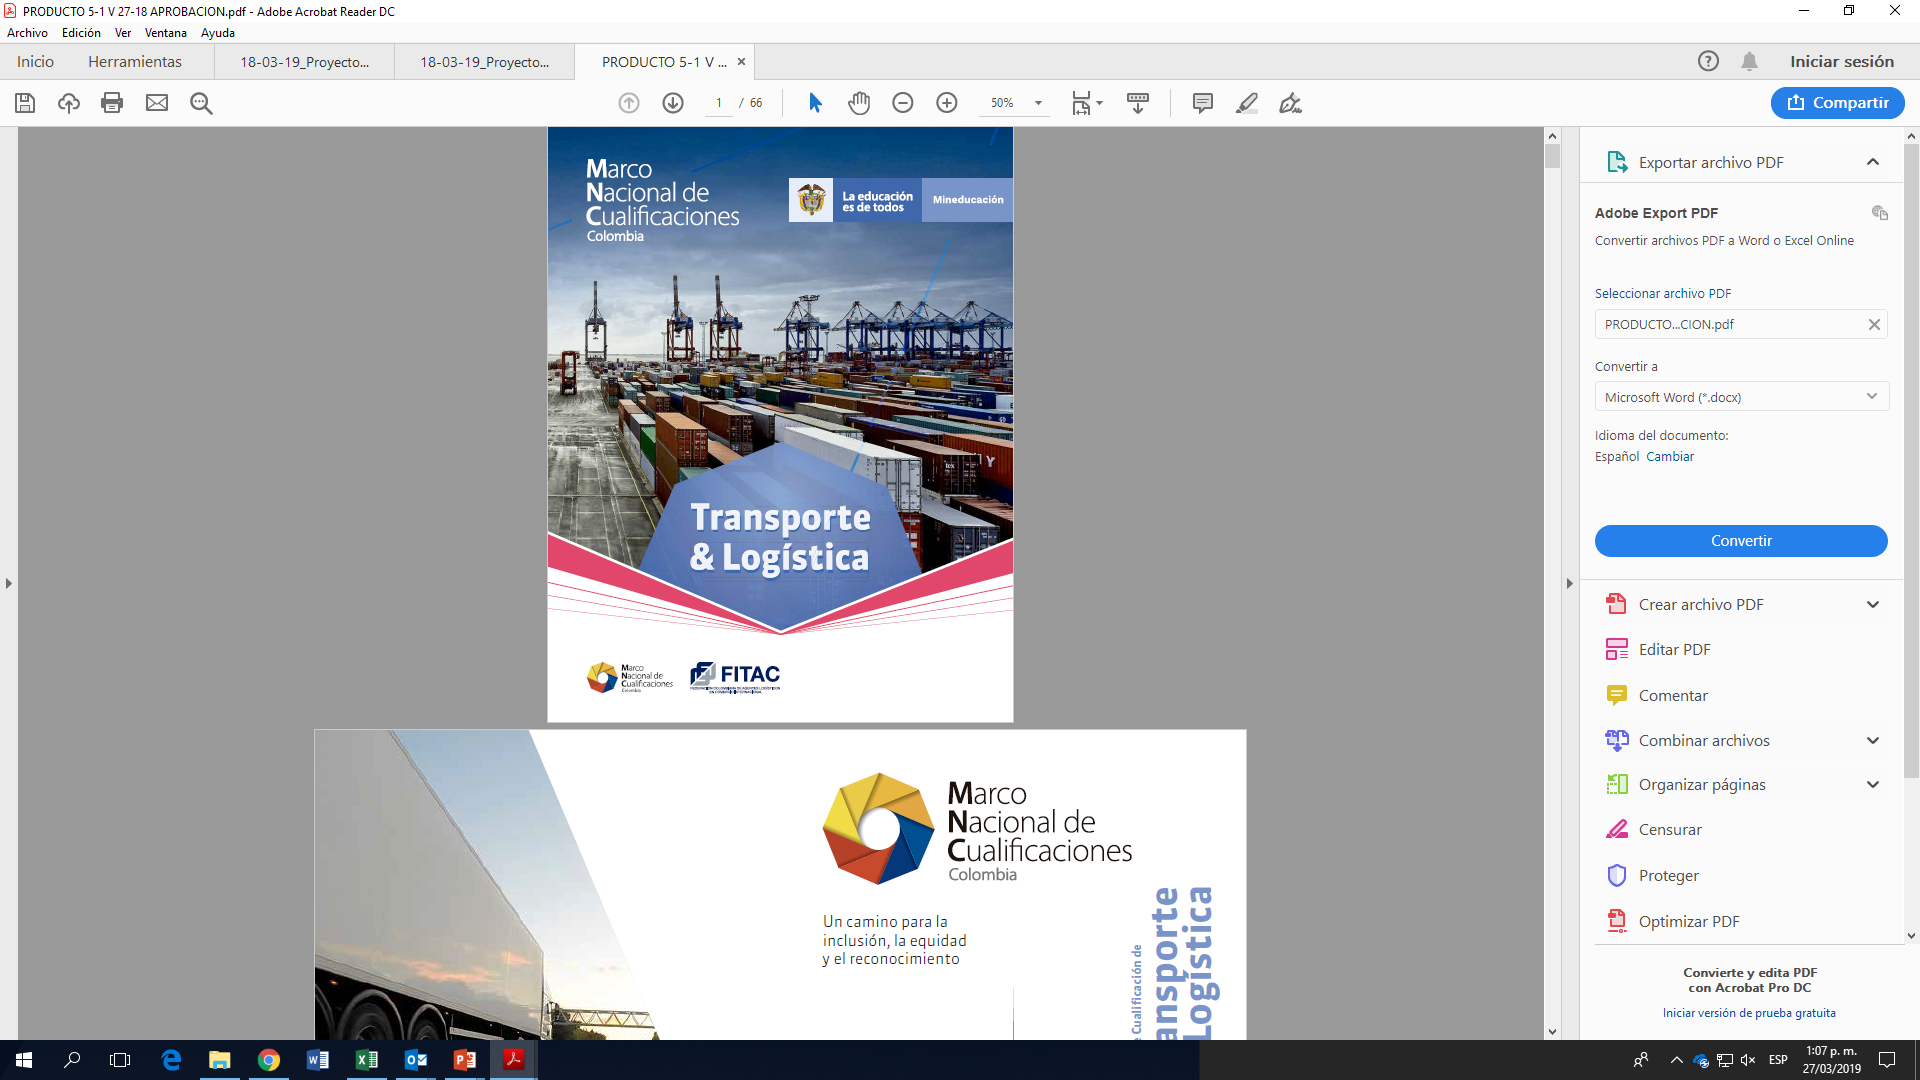 PRODUCTO 5-1 V 27-18 APROBACION.pdf - Adobe Acrobat Reader DC
Archivo Edición Ver Ventana Ayuda
Inicio Herramientas 18-03-19_Proyecto... 18-03-19_Proyecto... PRODUCTO 5-1 V ... Iniciar sesión
1 / 66 50% Compartir
Marco
Nacional de
Cualificaciones
Colombia
La educación
es de todos
Mineducación
Transporte
& Logística
Marco
Nacional de
Cualificaciones
Colombia
FITAC
Marco
Nacional de
Cualificaciones
Colombia
Un camino para la
inclusión, la equidad
y el reconocimiento
Cualificación de
ansporte
Logística
Exportar archivo PDF
Adobe Export PDF
Convertir archivos PDF a Word o Excel Online
Seleccionar archivo PDF
PRODUCTO...CION.pdf
Convertir a
Microsoft Word (*.docx)
Idioma del documento:
Español Cambiar
Convertir
Crear archivo PDF
Editar PDF
Comentar
Combinar archivos
Organizar páginas
Censurar
Proteger
Optimizar PDF
Convierte y edita PDF
con Acrobat Pro DC
Iniciar versión de prueba gratuita
ESP
1:07 p. m.
27/03/2019